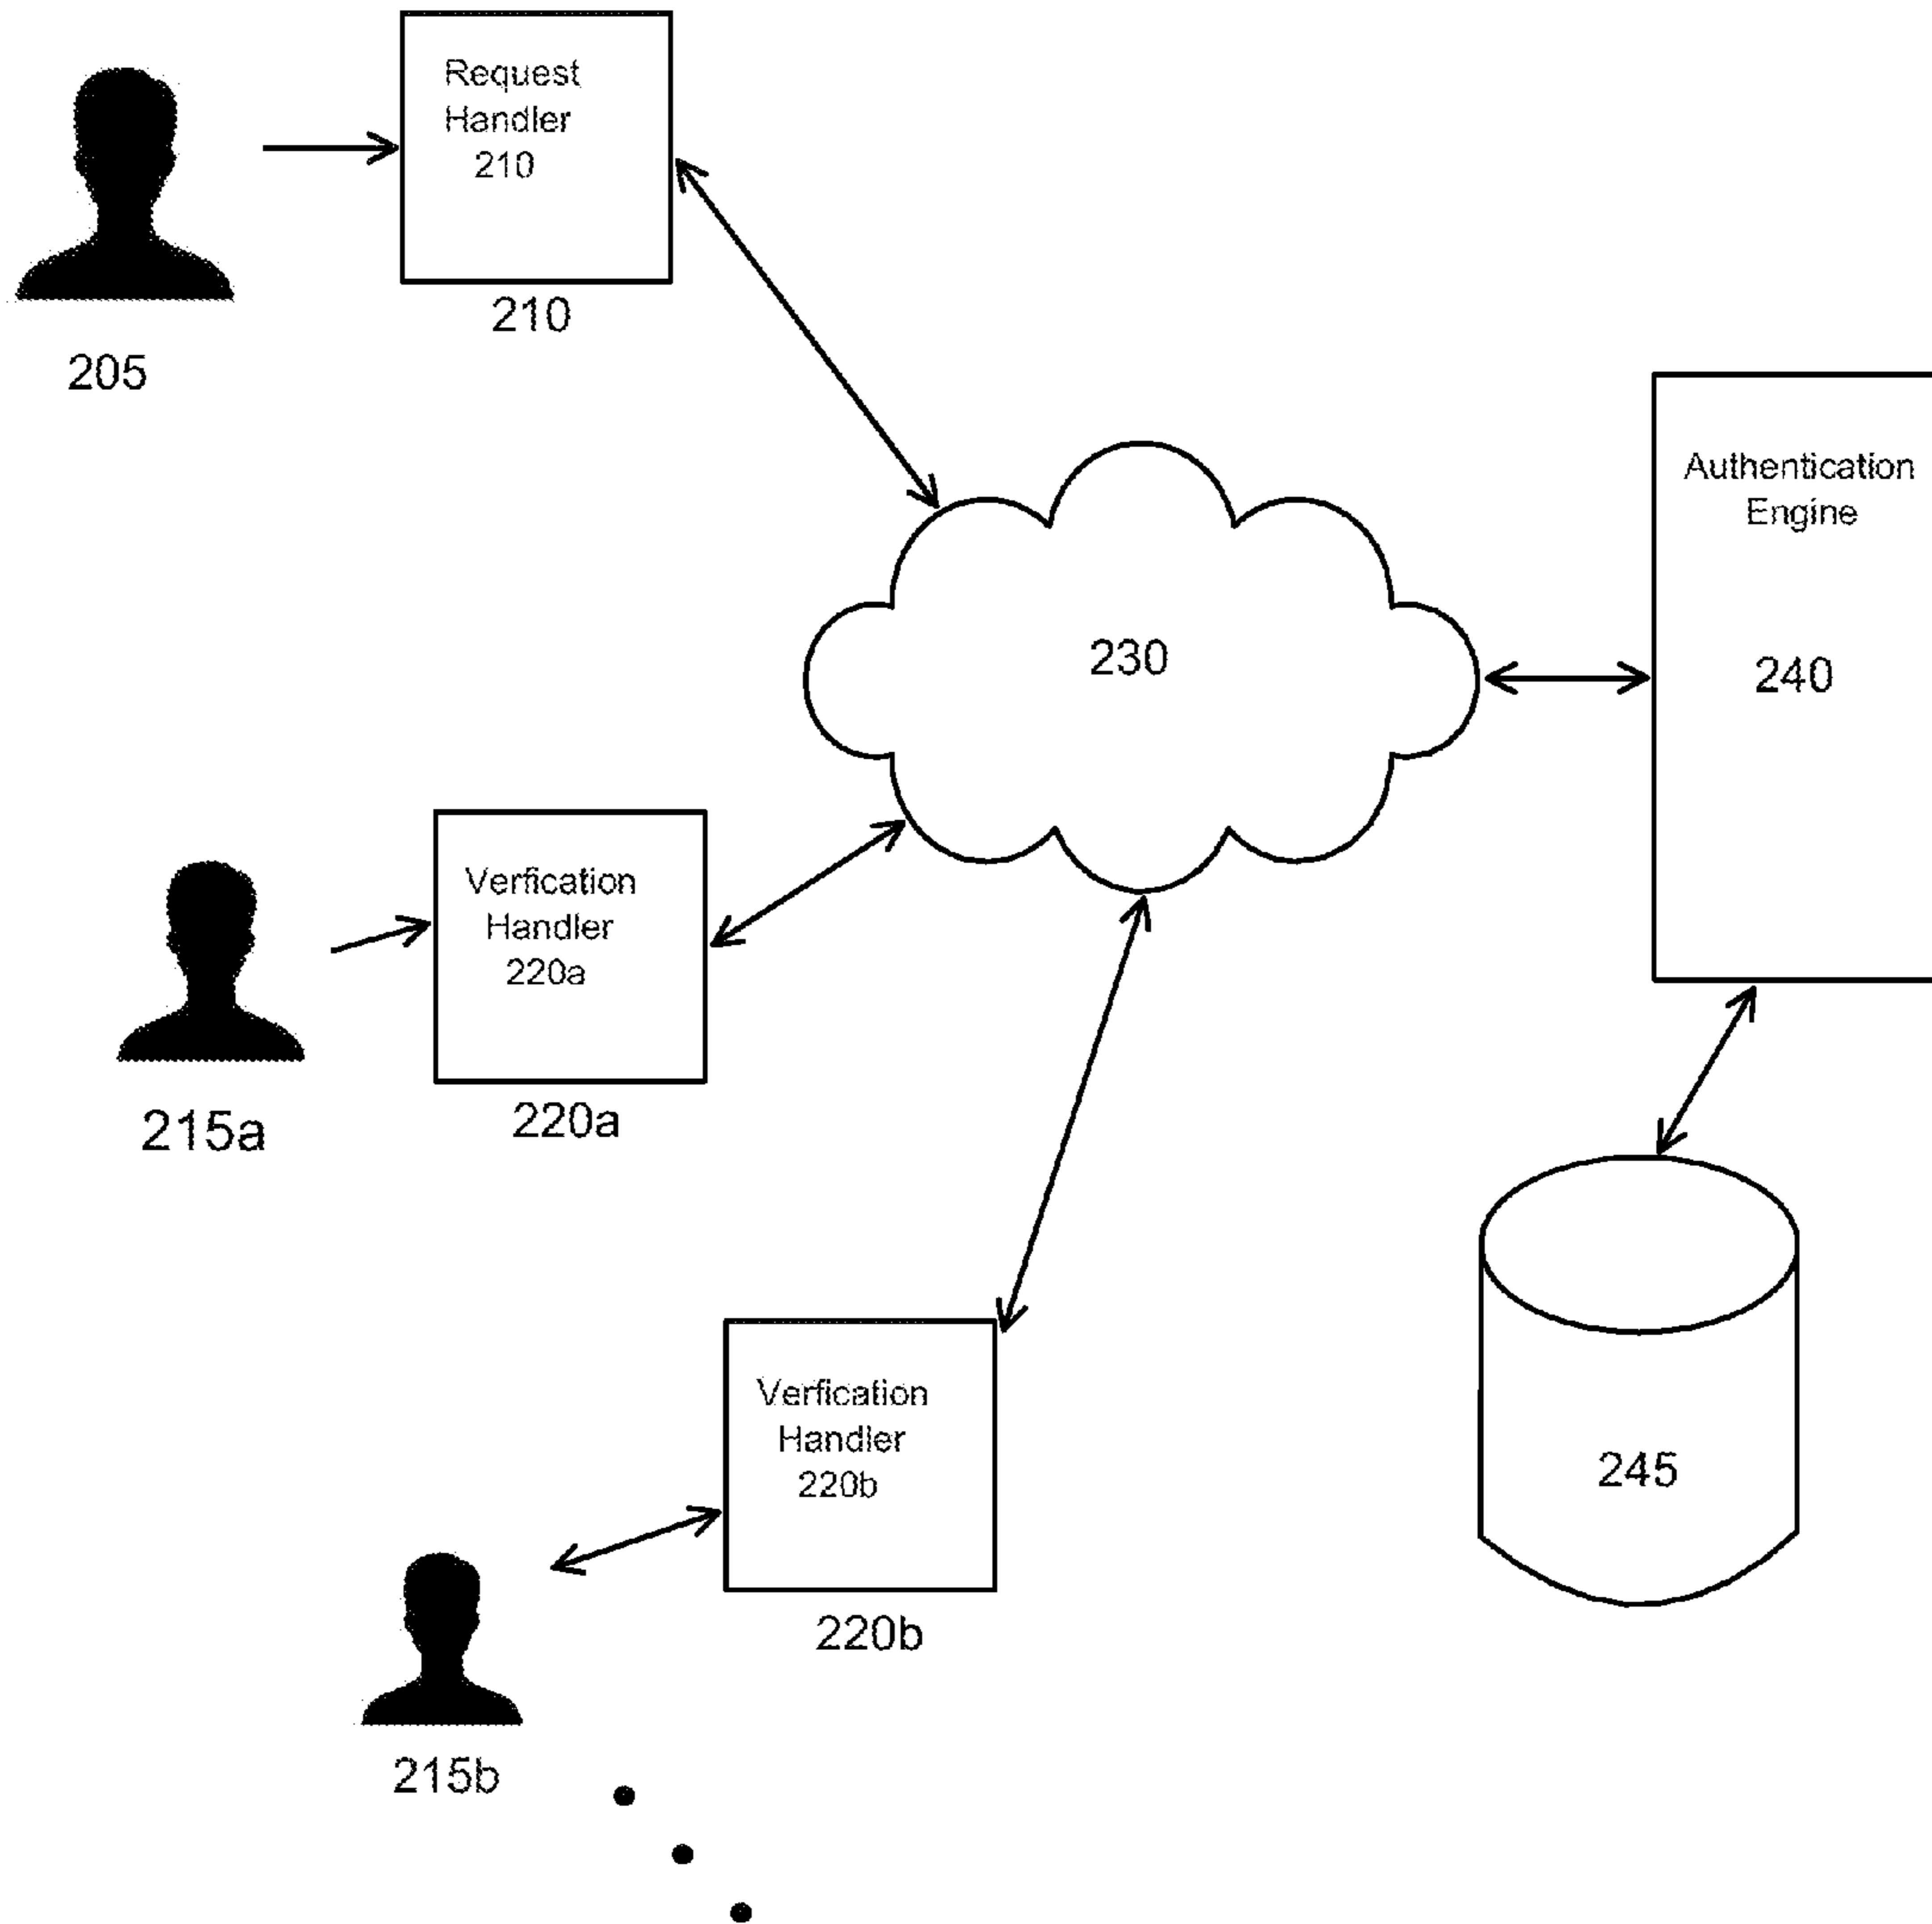 Request
Handler
210
210
205
Authentication
Engine
240
230
Verfication
Handler
220a
220a
215a
Verfication
Handler
220b
220b
215b
245